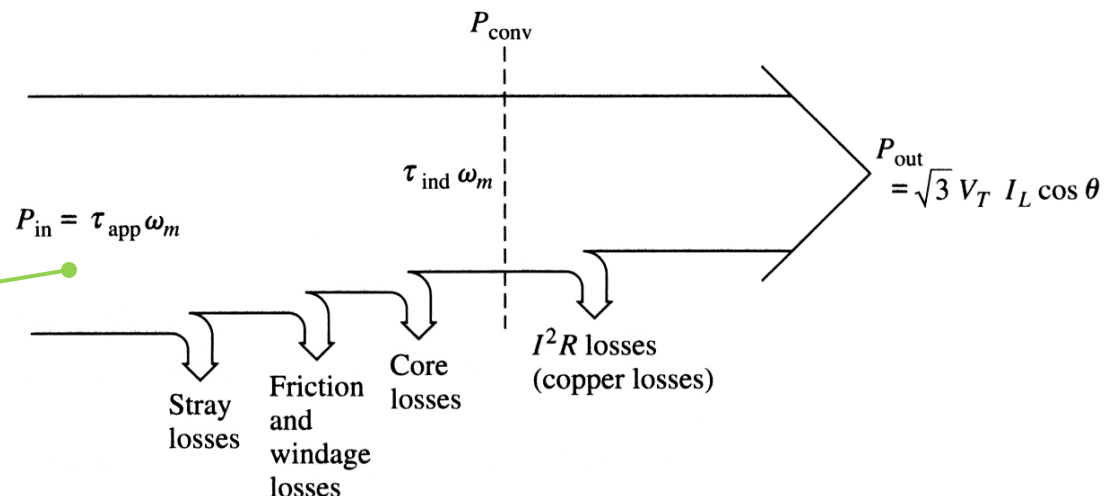 P_conv
P_out
= √3 V_T I_L cos θ
τ_ind ω_m
P_in = τ_app ω_m
I²R losses
(copper losses)
Core
losses
Friction
and
windage
losses
Stray
losses